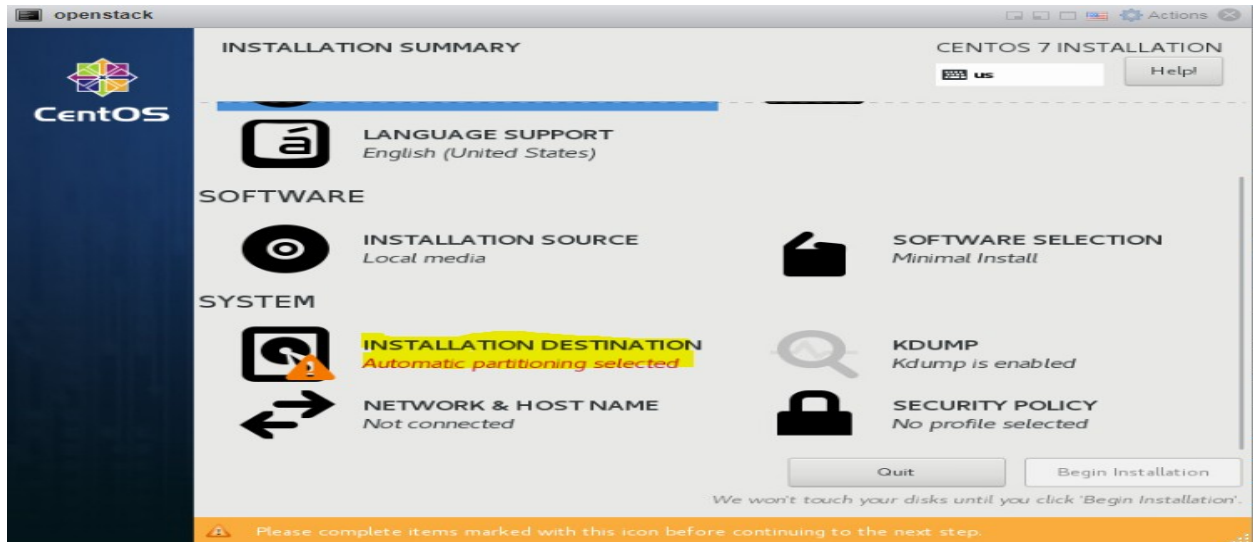 openstack
Actions
INSTALLATION SUMMARY
CENTOS 7 INSTALLATION
us
Help!
CentOS
LANGUAGE SUPPORT
English (United States)
SOFTWARE
INSTALLATION SOURCE
Local media
SOFTWARE SELECTION
Minimal Install
SYSTEM
INSTALLATION DESTINATION
Automatic partitioning selected
KDUMP
Kdump is enabled
NETWORK & HOST NAME
Not connected
SECURITY POLICY
No profile selected
Quit
Begin Installation
We won't touch your disks until you click 'Begin Installation'.
Please complete items marked with this icon before continuing to the next step.